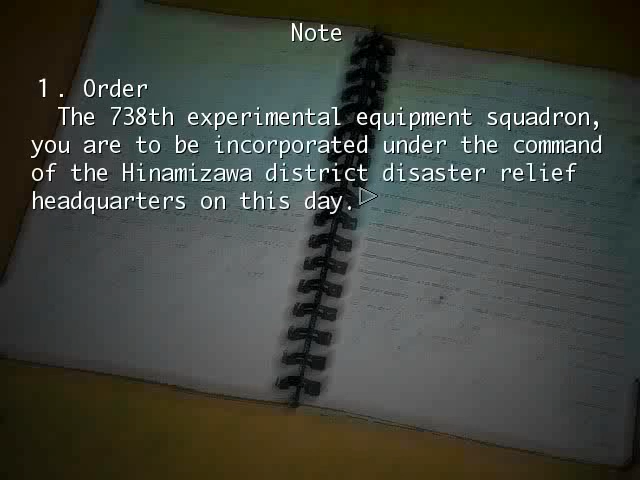 Note
1. Order
The 738th experimental equipment squadron,
you are to be incorporated under the command
of the Hinamizawa district disaster relief
headquarters on this day.